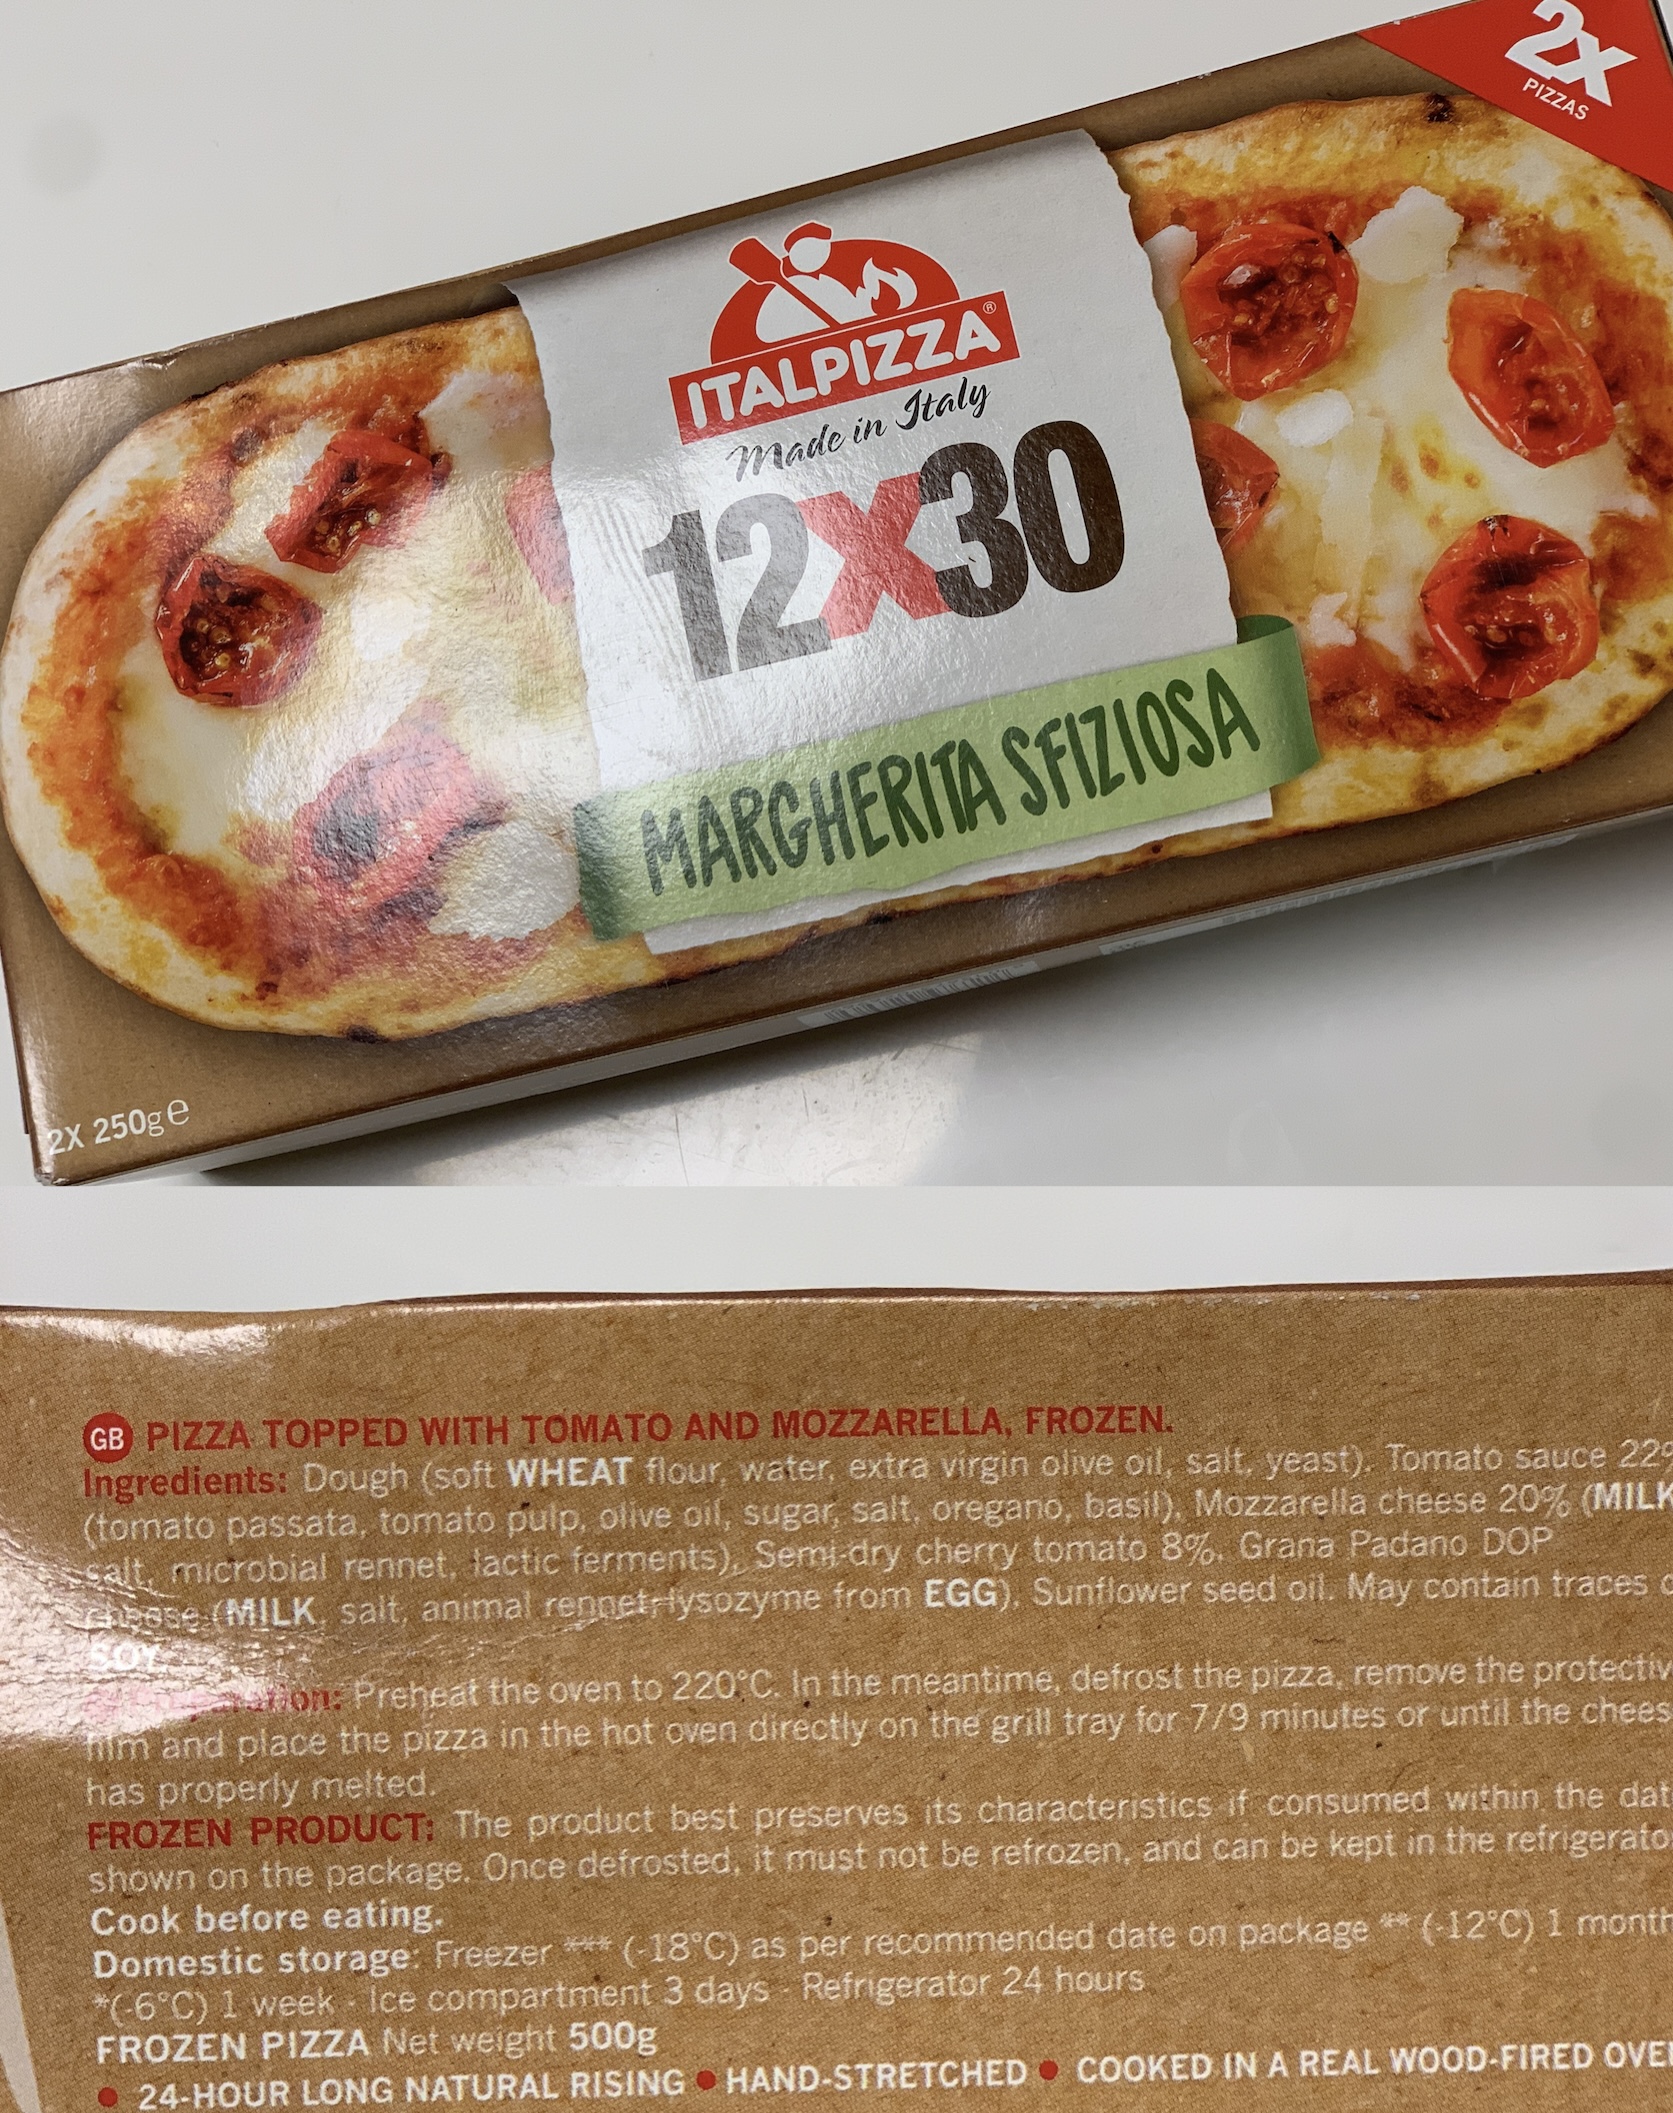 2X
PIZZAS
ITALPIZZA®
Made in Italy
12X30
MARGHERITA SFIZIOSA
2X 250g e
GB PIZZA TOPPED WITH TOMATO AND MOZZARELLA, FROZEN.
Ingredients: Dough (soft WHEAT flour, water, extra virgin olive oil, salt, yeast). Tomato sauce 22%
(tomato passata, tomato pulp, olive oil, sugar, salt, oregano, basil), Mozzarella cheese 20% (MILK
salt, microbial rennet, lactic ferments), Semi-dry cherry tomato 8%, Grana Padano DOP
cheese (MILK, salt, animal rennet, lysozyme from EGG), Sunflower seed oil. May contain traces
SOY.
Preparation: Preheat the oven to 220°C. In the meantime, defrost the pizza, remove the protectiv
film and place the pizza in the hot oven directly on the grill tray for 7/9 minutes or until the chees
has properly melted.
FROZEN PRODUCT: The product best preserves its characteristics if consumed within the dat
shown on the package. Once defrosted, it must not be refrozen, and can be kept in the refrigerato
Cook before eating.
Domestic storage: Freezer *** (-18°C) as per recommended date on package ** (-12°C) 1 month
*(-6°C) 1 week - Ice compartment 3 days - Refrigerator 24 hours
FROZEN PIZZA Net weight 500g
• 24-HOUR LONG NATURAL RISING • HAND-STRETCHED • COOKED IN A REAL WOOD-FIRED OVE